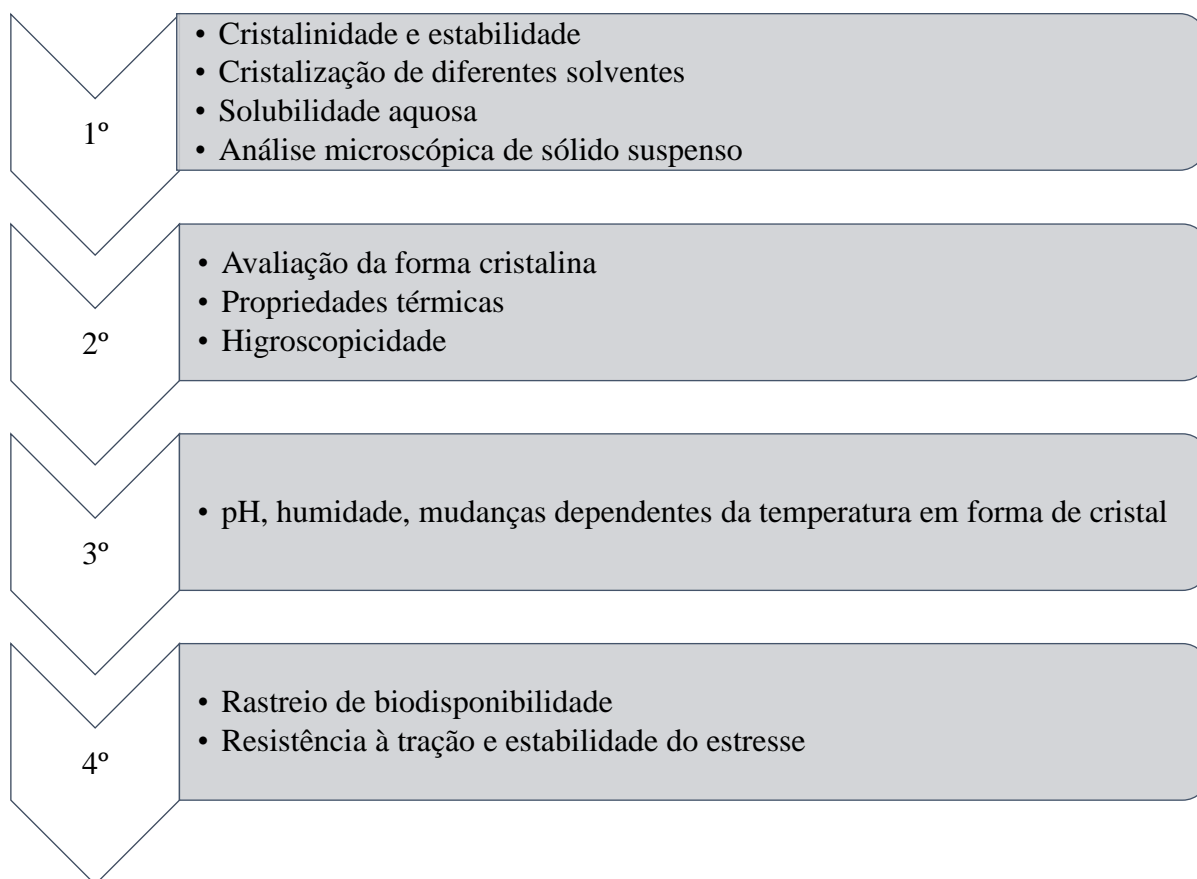 1º
• Cristalinidade e estabilidade
• Cristalização de diferentes solventes
• Solubilidade aquosa
• Análise microscópica de sólido suspenso
2º
• Avaliação da forma cristalina
• Propriedades térmicas
• Higroscopicidade
3º
• pH, humidade, mudanças dependentes da temperatura em forma de cristal
4º
• Rastreio de biodisponibilidade
• Resistência à tração e estabilidade do estresse